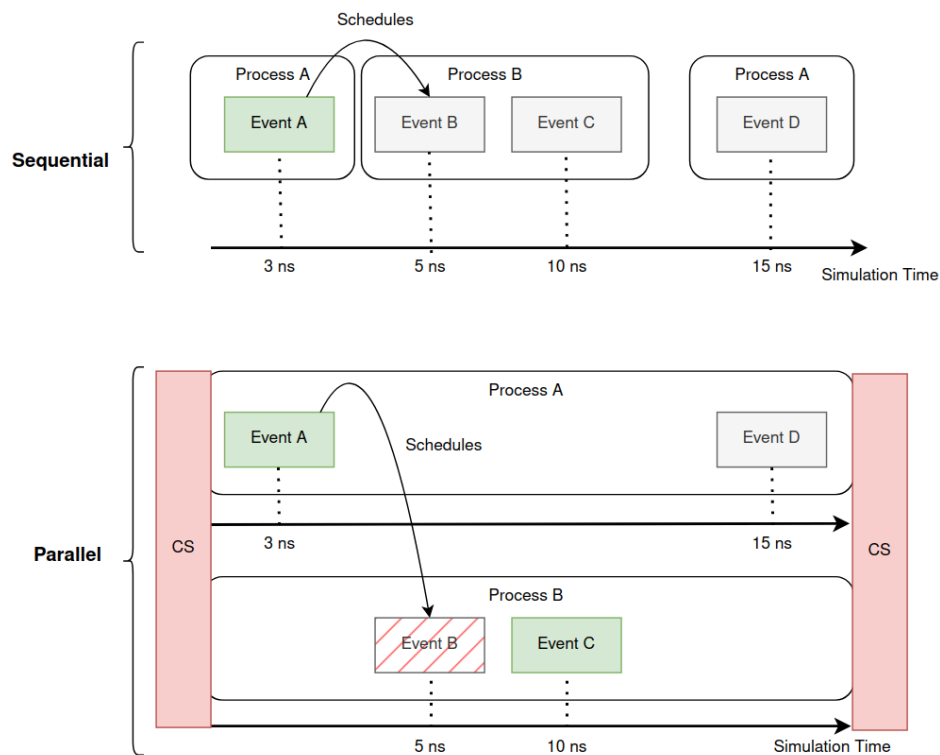 Schedules
Process A
Process B
Process A
Event A
Event B
Event C
Event D
Sequential
3 ns
5 ns
10 ns
15 ns
Simulation Time
Process A
Event A
Event D
Schedules
CS
CS
3 ns
15 ns
Parallel
Process B
Event B
Event C
5 ns
10 ns
Simulation Time